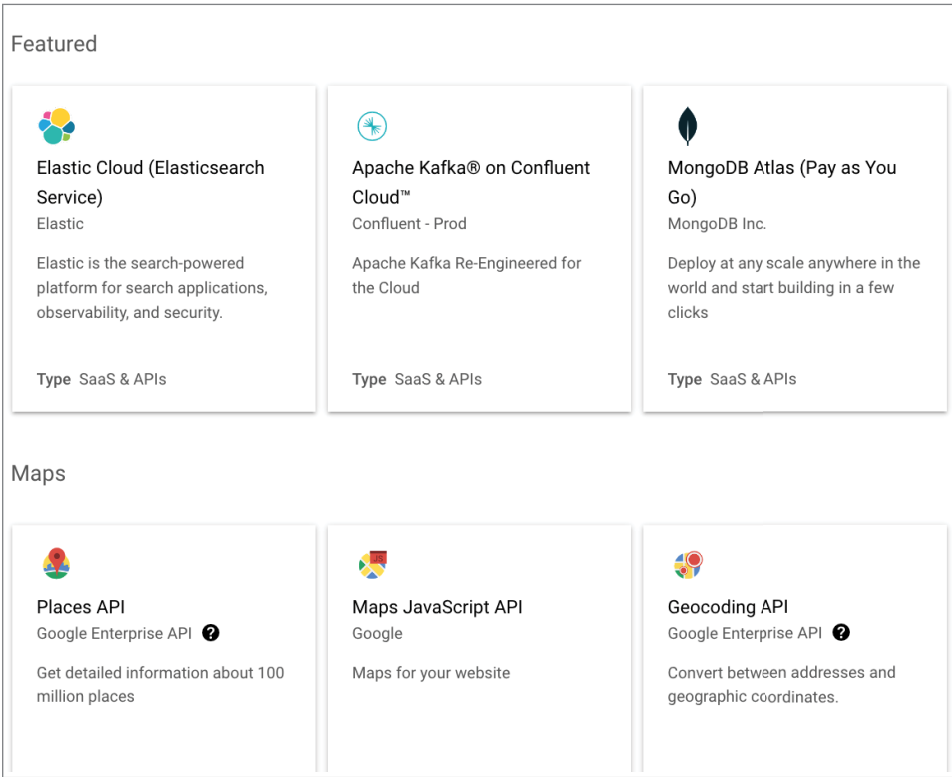 Featured
Elastic Cloud (Elasticsearch
Service)
Elastic
Elastic is the search-powered
platform for search applications,
observability, and security.
Type SaaS & APIs
Apache Kafka® on Confluent
Cloud™
Confluent - Prod
Apache Kafka Re-Engineered for
the Cloud
Type SaaS & APIs
MongoDB Atlas (Pay as You
Go)
MongoDB Inc.
Deploy at any scale anywhere in the
world and start building in a few
clicks
Type SaaS & APIs
Maps
Places API
Google Enterprise API ?
Get detailed information about 100
million places
JS
Maps JavaScript API
Google
Maps for your website
Geocoding API
Google Enterprise API ?
Convert between addresses and
geographic coordinates.